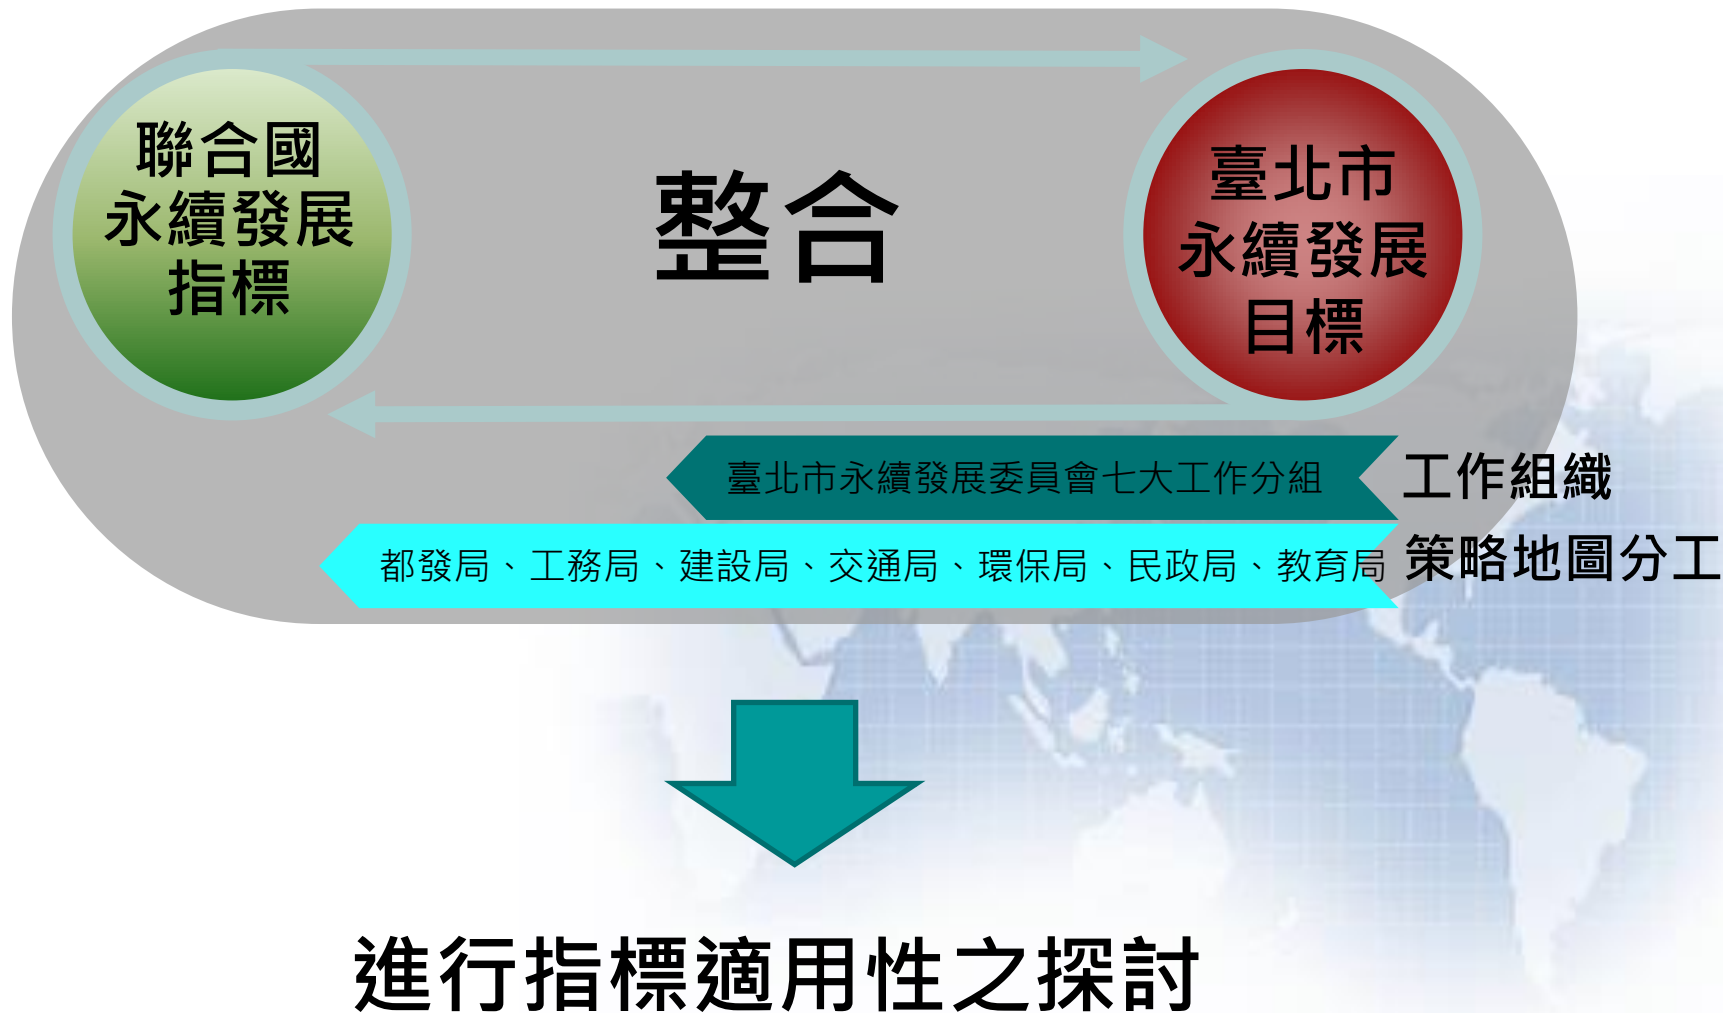 聯合國
永續發展
指標
整合
臺北市
永續發展
目標
臺北市永續發展委員會七大工作分組
工作組織
都發局、工務局、建設局、交通局、環保局、民政局、教育局
策略地圖分工
進行指標適用性之探討